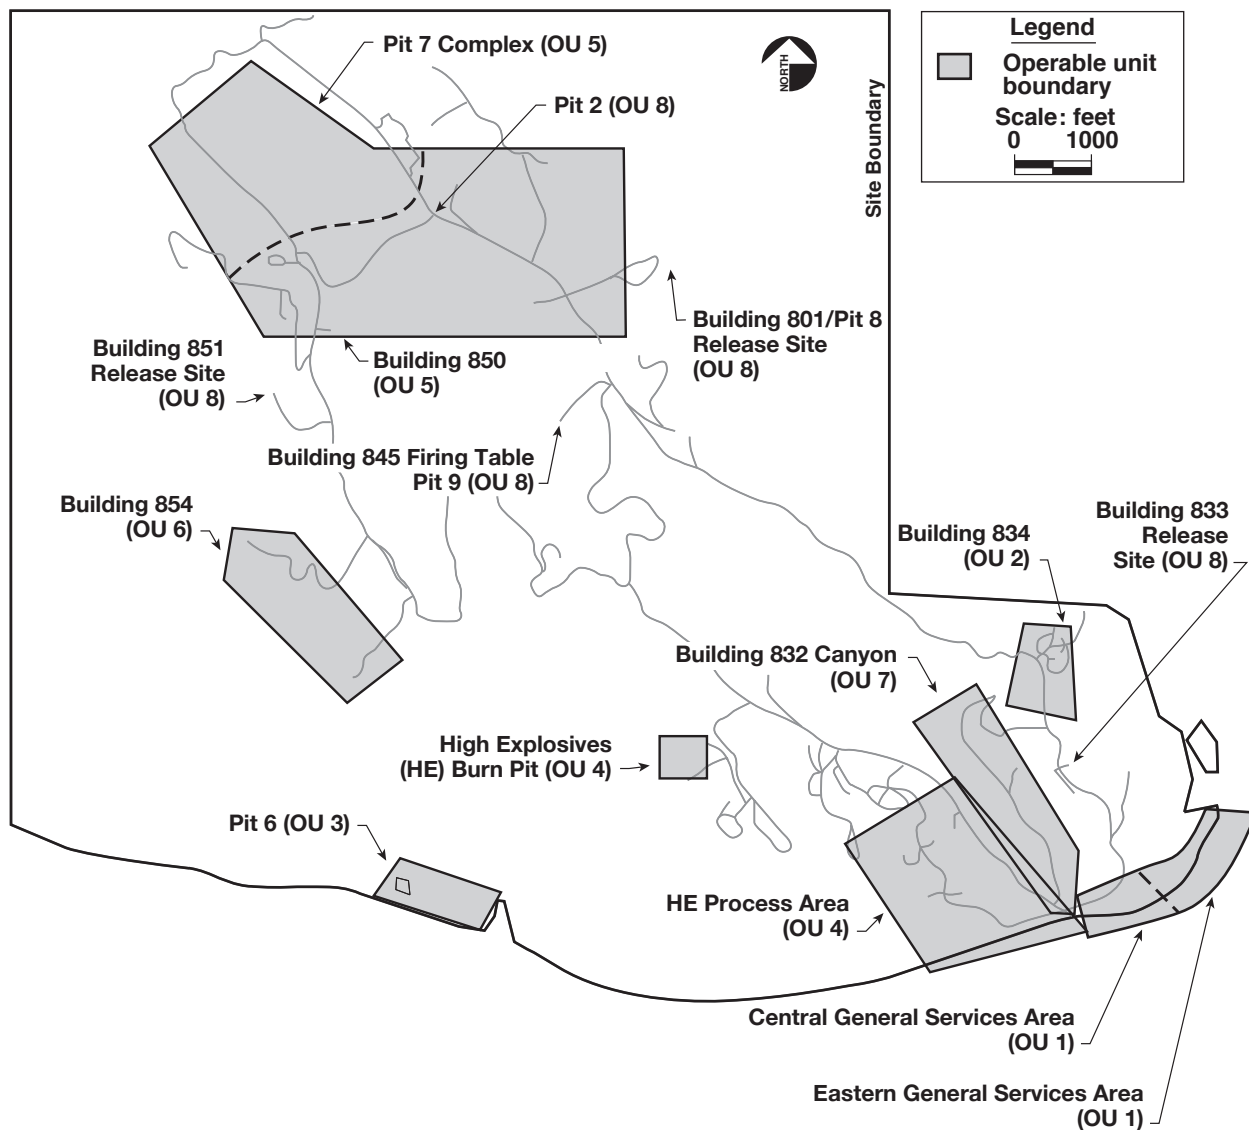 Legend
Operable unit
boundary
Scale: feet
0 1000
NORTH
Site Boundary
Pit 7 Complex (OU 5)
Pit 2 (OU 8)
Building 801/Pit 8
Release Site
(OU 8)
Building 851
Release Site
(OU 8)
Building 850
(OU 5)
Building 845 Firing Table
Pit 9 (OU 8)
Building 854
(OU 6)
Building 833
Release
Site (OU 8)
Building 834
(OU 2)
Building 832 Canyon
(OU 7)
High Explosives
(HE) Burn Pit (OU 4)
Pit 6 (OU 3)
HE Process Area
(OU 4)
Central General Services Area
(OU 1)
Eastern General Services Area
(OU 1)